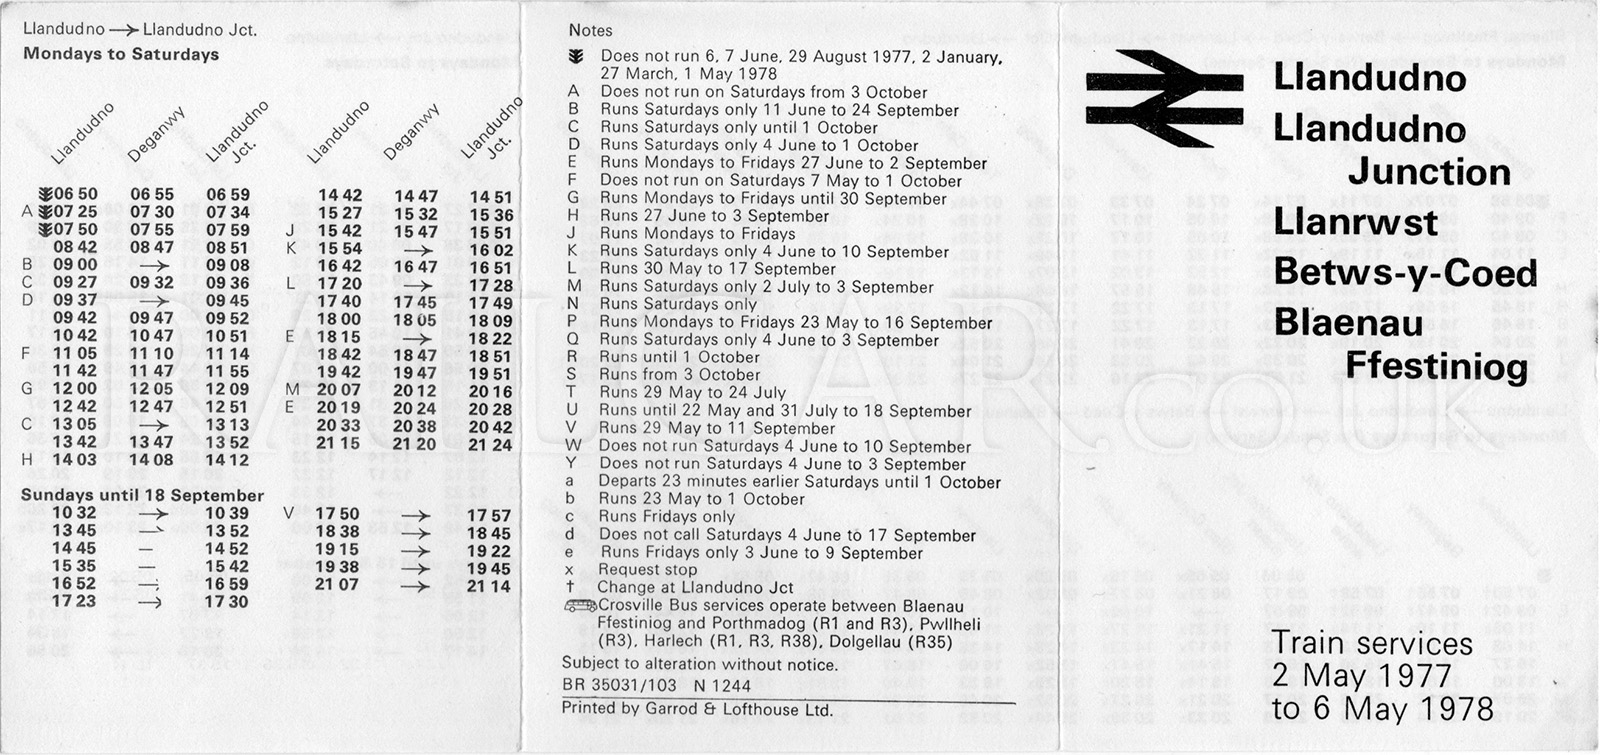 Llandudno → Llandudno Jct.
Mondays to Saturdays
Llandudno Deganwy Llandudno Jct. Llandudno Deganwy Llandudno Jct.
06 50 06 55 06 59 14 42 14 47 14 51
A 07 25 07 30 07 34 15 27 15 32 15 36
07 50 07 55 07 59 J 15 42 15 47 15 51
08 42 08 47 08 51 K 15 54 → 16 02
B 09 00 → 09 08 16 42 16 47 16 51
C 09 27 09 32 09 36 L 17 20 → 17 28
D 09 37 → 09 45 17 40 17 45 17 49
09 42 09 47 09 52 18 00 18 05 18 09
10 42 10 47 10 51 E 18 15 → 18 22
F 11 05 11 10 11 14 18 42 18 47 18 51
11 42 11 47 11 55 19 42 19 47 19 51
G 12 00 12 05 12 09 M 20 07 20 12 20 16
12 42 12 47 12 51 E 20 19 20 24 20 28
C 13 05 → 13 13 20 33 20 38 20 42
13 42 13 47 13 52 21 15 21 20 21 24
H 14 03 14 08 14 12
Sundays until 18 September
10 32 → 10 39 V 17 50 → 17 57
13 45 → 13 52 18 38 → 18 45
14 45 – 14 52 19 15 → 19 22
15 35 – 15 42 19 38 → 19 45
16 52 → 16 59 21 07 → 21 14
17 23 → 17 30
Notes
Does not run 6, 7 June, 29 August 1977, 2 January,
27 March, 1 May 1978
A Does not run on Saturdays from 3 October
B Runs Saturdays only 11 June to 24 September
C Runs Saturdays only until 1 October
D Runs Saturdays only 4 June to 1 October
E Runs Mondays to Fridays 27 June to 2 September
F Does not run on Saturdays 7 May to 1 October
G Runs Mondays to Fridays until 30 September
H Runs 27 June to 3 September
J Runs Mondays to Fridays
K Runs Saturdays only 4 June to 10 September
L Runs 30 May to 17 September
M Runs Saturdays only 2 July to 3 September
N Runs Saturdays only
P Runs Mondays to Fridays 23 May to 16 September
Q Runs Saturdays only 4 June to 3 September
R Runs until 1 October
S Runs from 3 October
T Runs 29 May to 24 July
U Runs until 22 May and 31 July to 18 September
V Runs 29 May to 11 September
W Does not run Saturdays 4 June to 10 September
Y Does not run Saturdays 4 June to 3 September
a Departs 23 minutes earlier Saturdays until 1 October
b Runs 23 May to 1 October
c Runs Fridays only
d Does not call Saturdays 4 June to 17 September
e Runs Fridays only 3 June to 9 September
x Request stop
† Change at Llandudno Jct
Crosville Bus services operate between Blaenau
Ffestiniog and Porthmadog (R1 and R3), Pwllheli
(R3), Harlech (R1, R3, R38), Dolgellau (R35)
Subject to alteration without notice.
BR 35031/103 N 1244
Printed by Garrod & Lofthouse Ltd.
Llandudno
Llandudno
Junction
Llanrwst
Betws-y-Coed
Blaenau
Ffestiniog
Train services
2 May 1977
to 6 May 1978
RAILCAR.co.uk